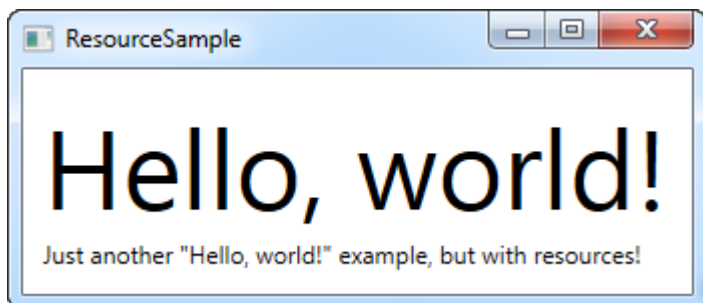 ResourceSample
Hello, world!
Just another "Hello, world!" example, but with resources!